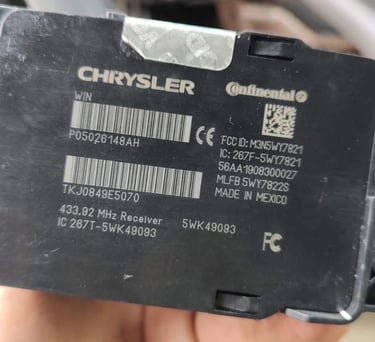 CHRYSLER
Continental
WIN
P05026148AH
CE
FCC ID: M3N5WY7821
IC: 267F-5WY7821
56AA1908300027
MLFB 5WY7822S
MADE IN MEXICO
TKJ0849E5070
433.92 MHz Receiver 5WK49093
IC 267T-5WK49093
FC